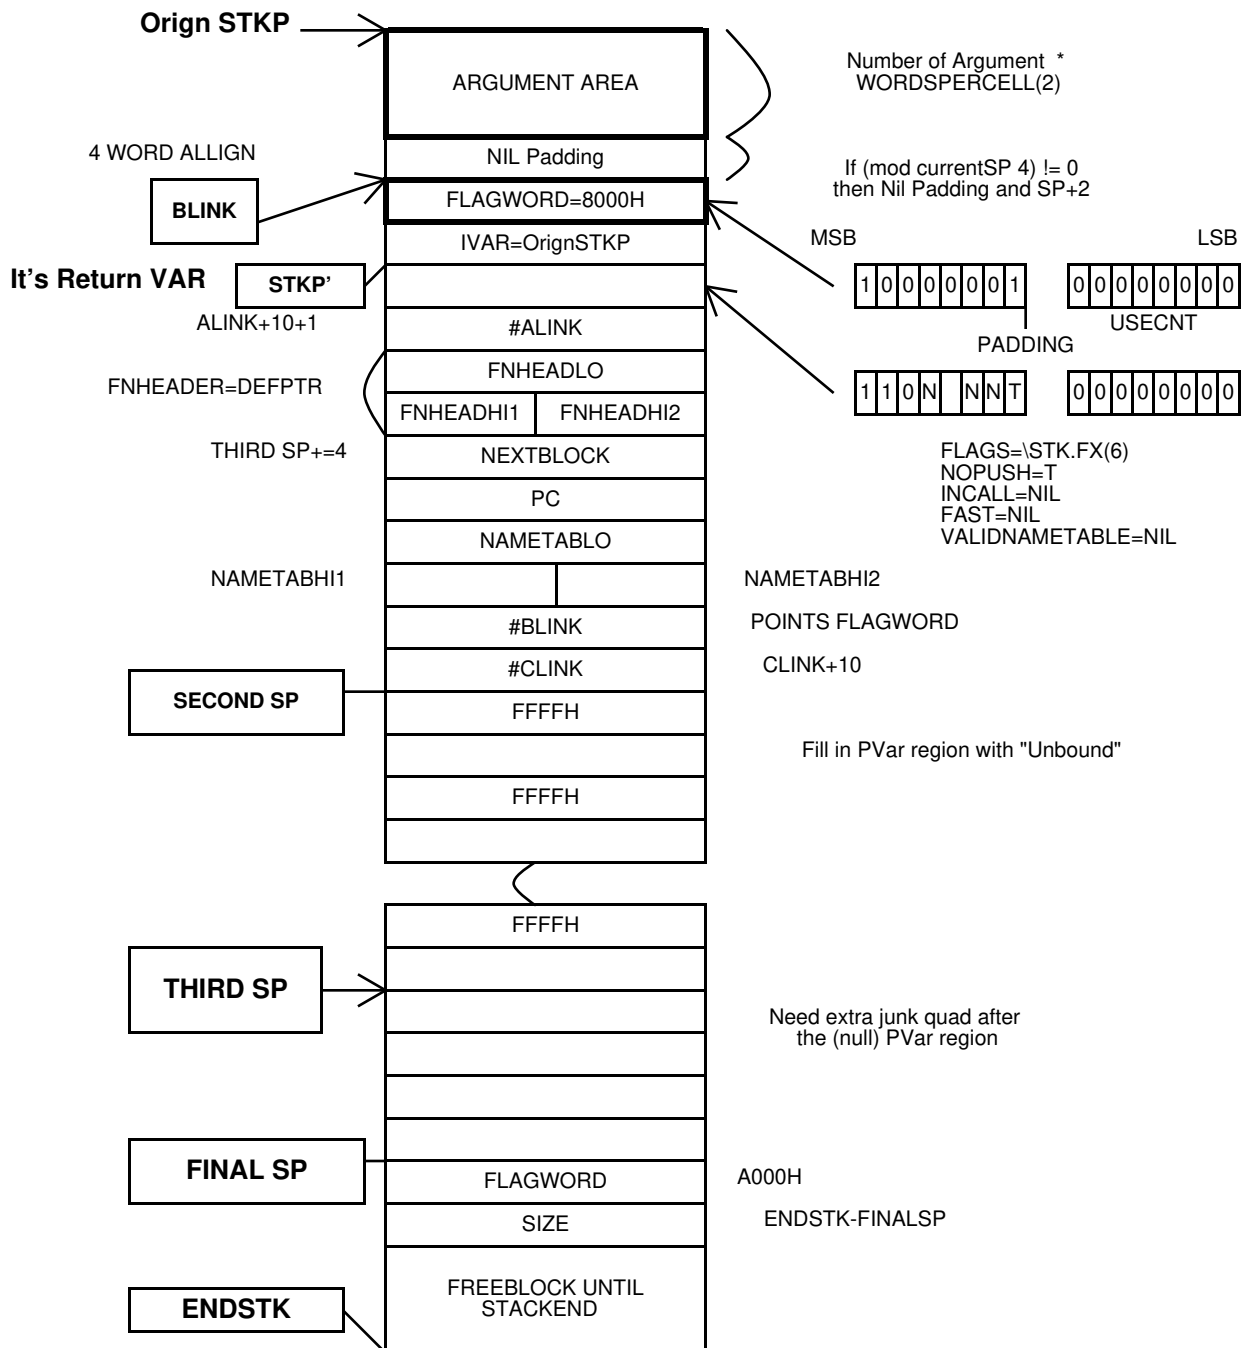 Orign STKP
ARGUMENT AREA
Number of Argument *
WORDSPERCELL(2)
4 WORD ALLIGN
NIL Padding
If (mod currentSP 4) != 0
then Nil Padding and SP+2
BLINK
FLAGWORD=8000H
IVAR=OrignSTKP
MSB
LSB
It's Return VAR
STKP'
1 0 0 0 0 0 0 1
0 0 0 0 0 0 0 0
ALINK+10+1
#ALINK
USECNT
PADDING
FNHEADER=DEFPTR
FNHEADLO
1 1 0 N N N T
0 0 0 0 0 0 0 0
FNHEADHI1
FNHEADHI2
THIRD SP+=4
NEXTBLOCK
FLAGS=\STK.FX(6)
NOPUSH=T
INCALL=NIL
FAST=NIL
VALIDNAMETABLE=NIL
PC
NAMETABLO
NAMETABHI1
NAMETABHI2
#BLINK
POINTS FLAGWORD
#CLINK
CLINK+10
SECOND SP
FFFFH
Fill in PVar region with "Unbound"
FFFFH
FFFFH
THIRD SP
Need extra junk quad after
the (null) PVar region
FINAL SP
FLAGWORD
A000H
SIZE
ENDSTK-FINALSP
FREEBLOCK UNTIL
STACKEND
ENDSTK